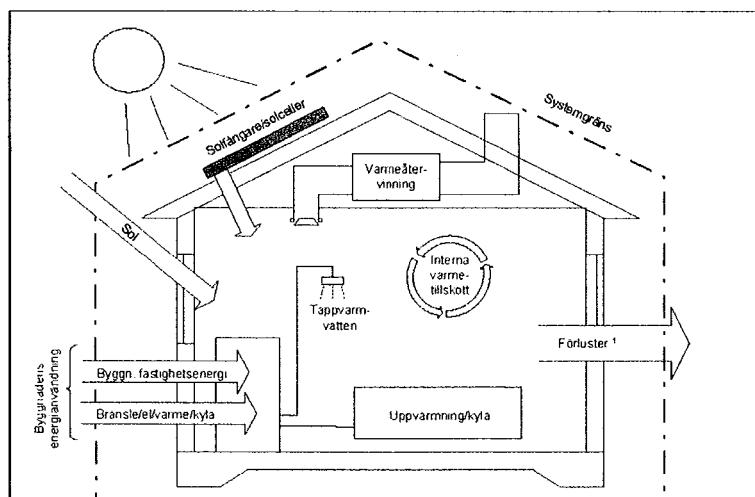 Systemgräns
Solfångare/solceller
Värmeåter-
vinning
Sol
Interna
värme-
tillskott
Tappvarm-
vatten
Förluster 1
Byggnadens
energianvändning
Byggn. fastighetsenergi
Bränsle/el/värme/kyla
Uppvärmning/kyla